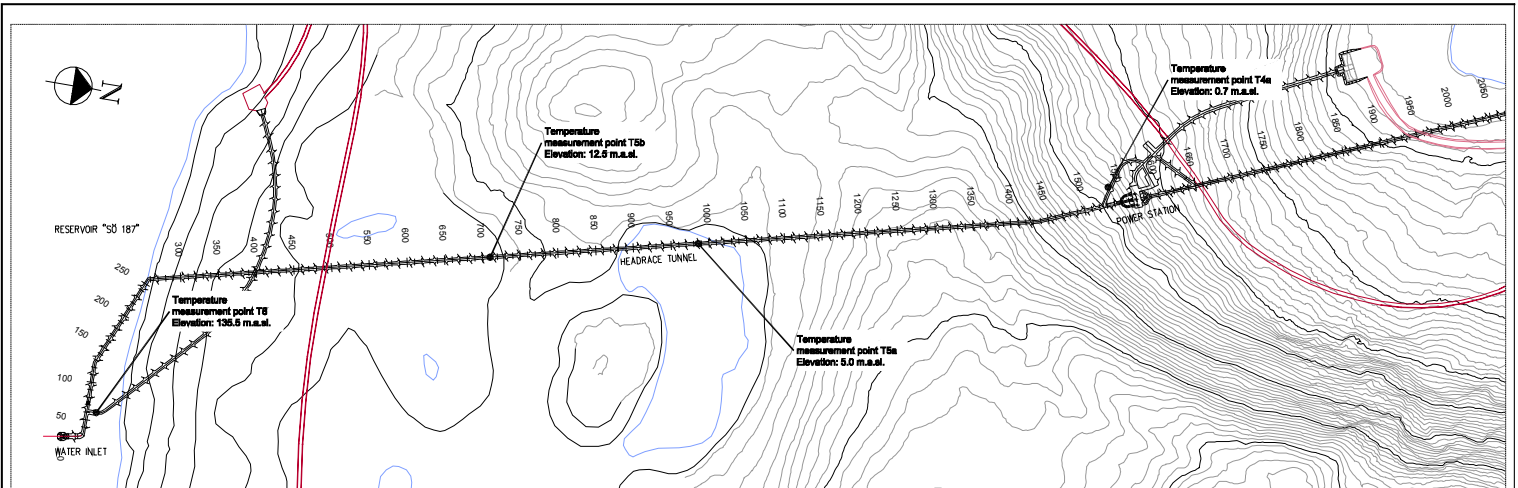 N
Temperature
measurement point T4a
Elevation: 0.7 m.a.sl.
Temperature
measurement point T5b
Elevation: 12.5 m.a.sl.
RESERVOIR "SÖ 187"
Temperature
measurement point T6
Elevation: 135.5 m.a.sl.
HEADRACE TUNNEL
POWER STATION
Temperature
measurement point T5a
Elevation: 5.0 m.a.sl.
WATER INLET
0
50
100
150
200
250
300
350
400
450
500
550
600
650
700
750
800
850
900
950
1000
1050
1100
1150
1200
1250
1300
1350
1400
1450
1500
1650
1700
1750
1800
1850
1900
1950
2000
2050